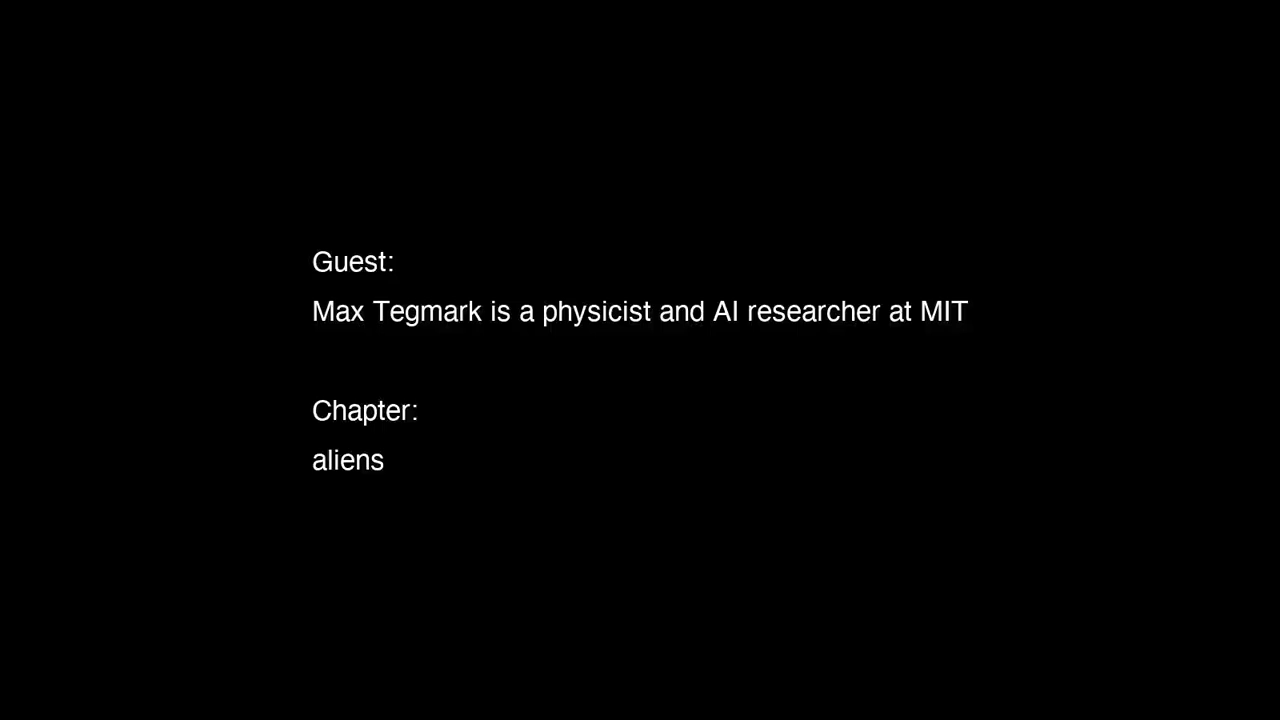 Guest:
Max Tegmark is a physicist and AI researcher at MIT
Chapter:
aliens